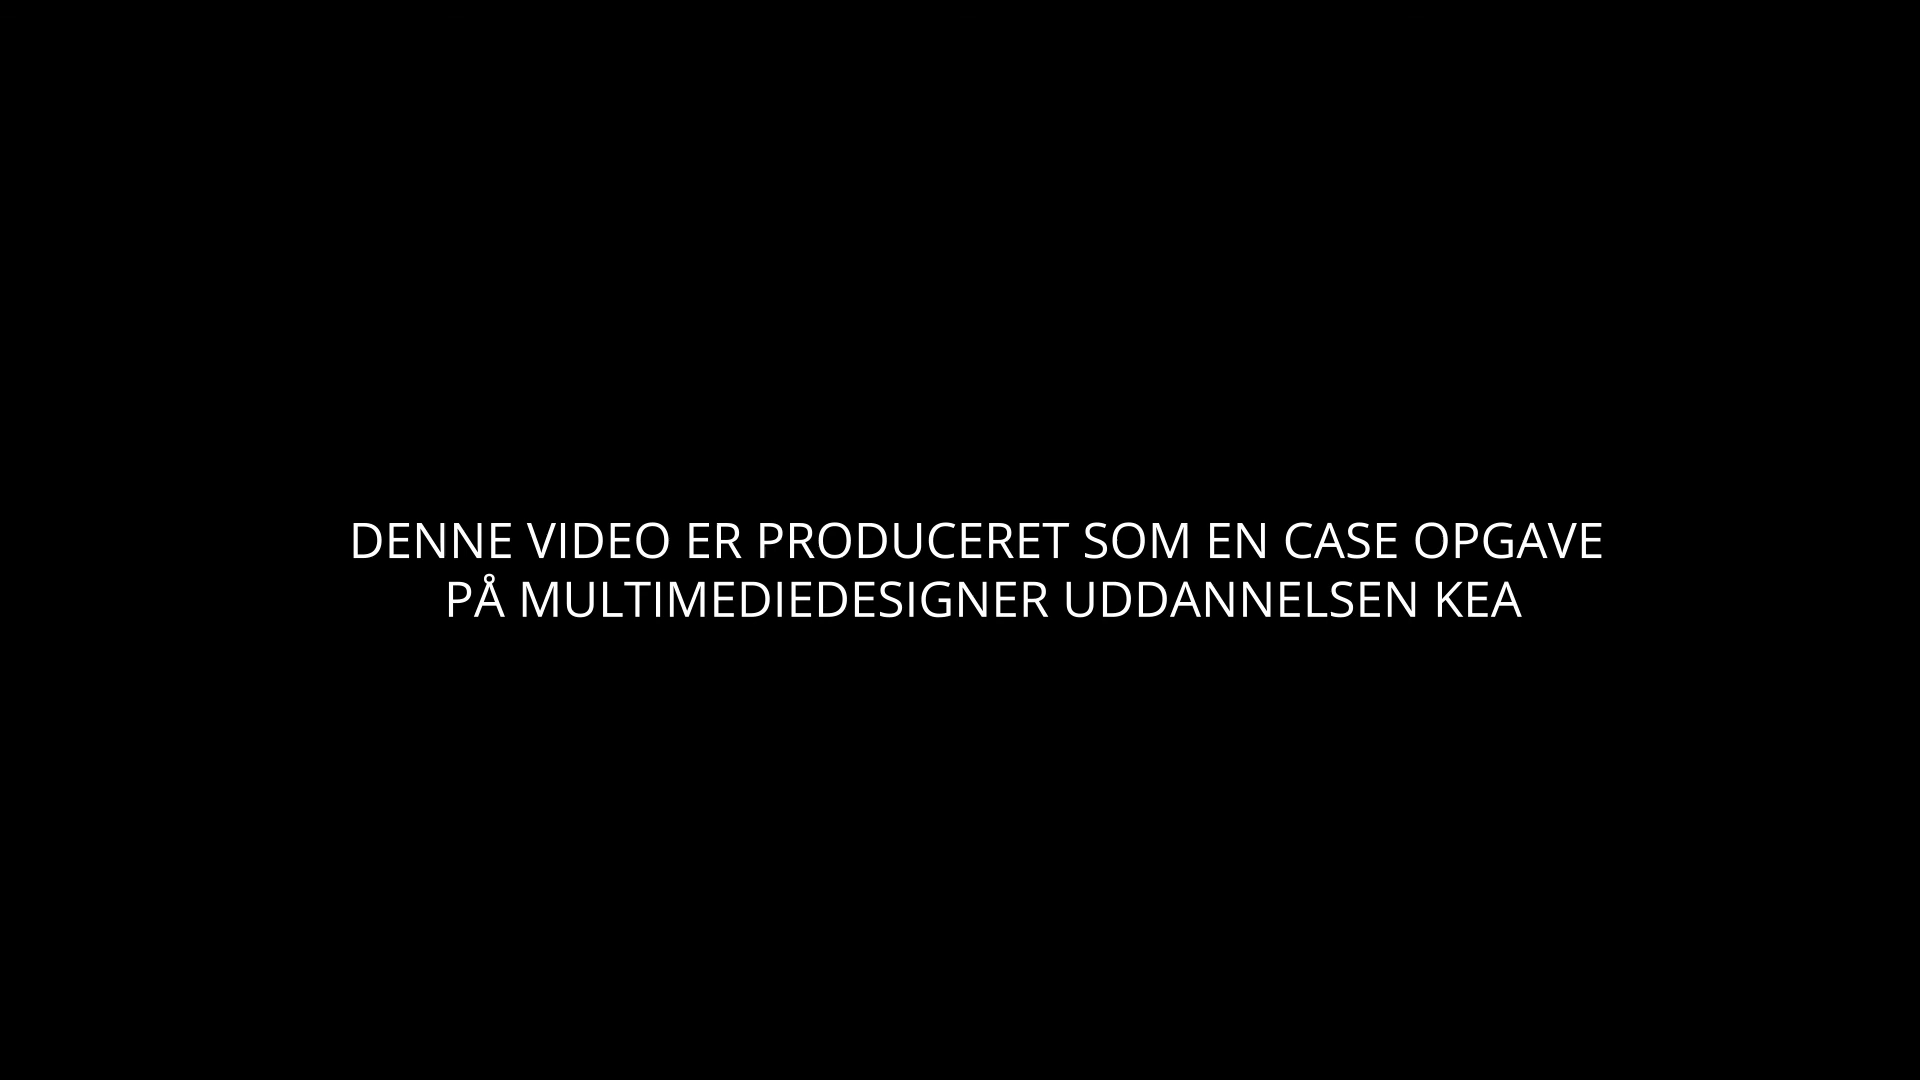 DENNE VIDEO ER PRODUCERET SOM EN CASE OPGAVE
PÅ MULTIMEDIEDESIGNER UDDANNELSEN KEA